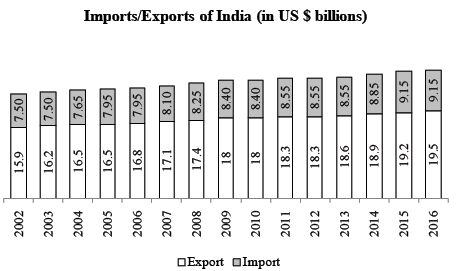 Imports/Exports of India (in US $ billions)
7.50 7.50 7.65 7.95 7.95 8.10 8.25 8.40 8.40 8.55 8.55 8.55 8.85 9.15 9.15
15.9 16.2 16.5 16.5 16.8 17.1 17.4 18 18 18.3 18.3 18.6 18.9 19.2 19.5
2002 2003 2004 2005 2006 2007 2008 2009 2010 2011 2012 2013 2014 2015 2016
Export Import